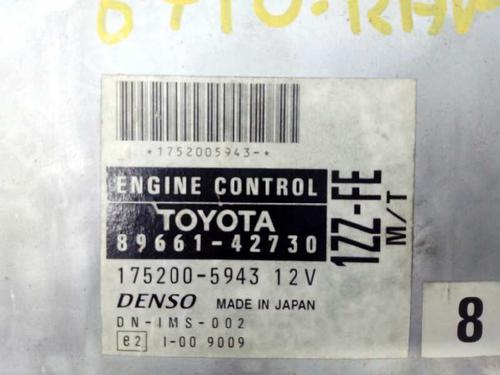 *1752005943-*
ENGINE CONTROL
TOYOTA
89661-42730
1ZZ-FE
M/T
175200-5943 12V
DENSO MADE IN JAPAN
DN-IMS-002
e2 I-00 9009
8